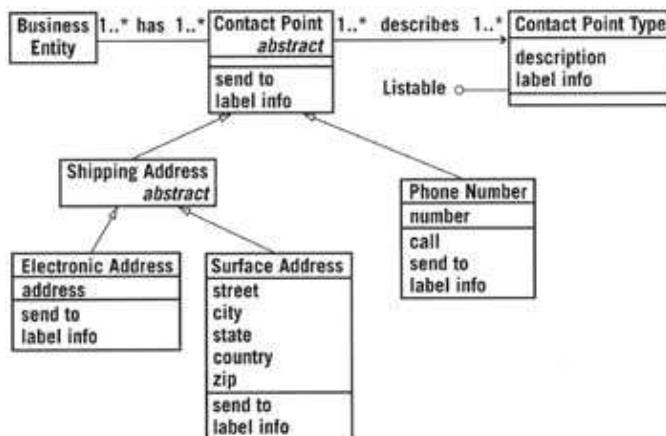 Business
Entity
1..* has 1..*
Contact Point
abstract
send to
label info
1..* describes 1..*
Contact Point Type
description
label info
Listable
Shipping Address
abstract
Phone Number
number
call
send to
label info
Electronic Address
address
send to
label info
Surface Address
street
city
state
country
zip
send to
label info